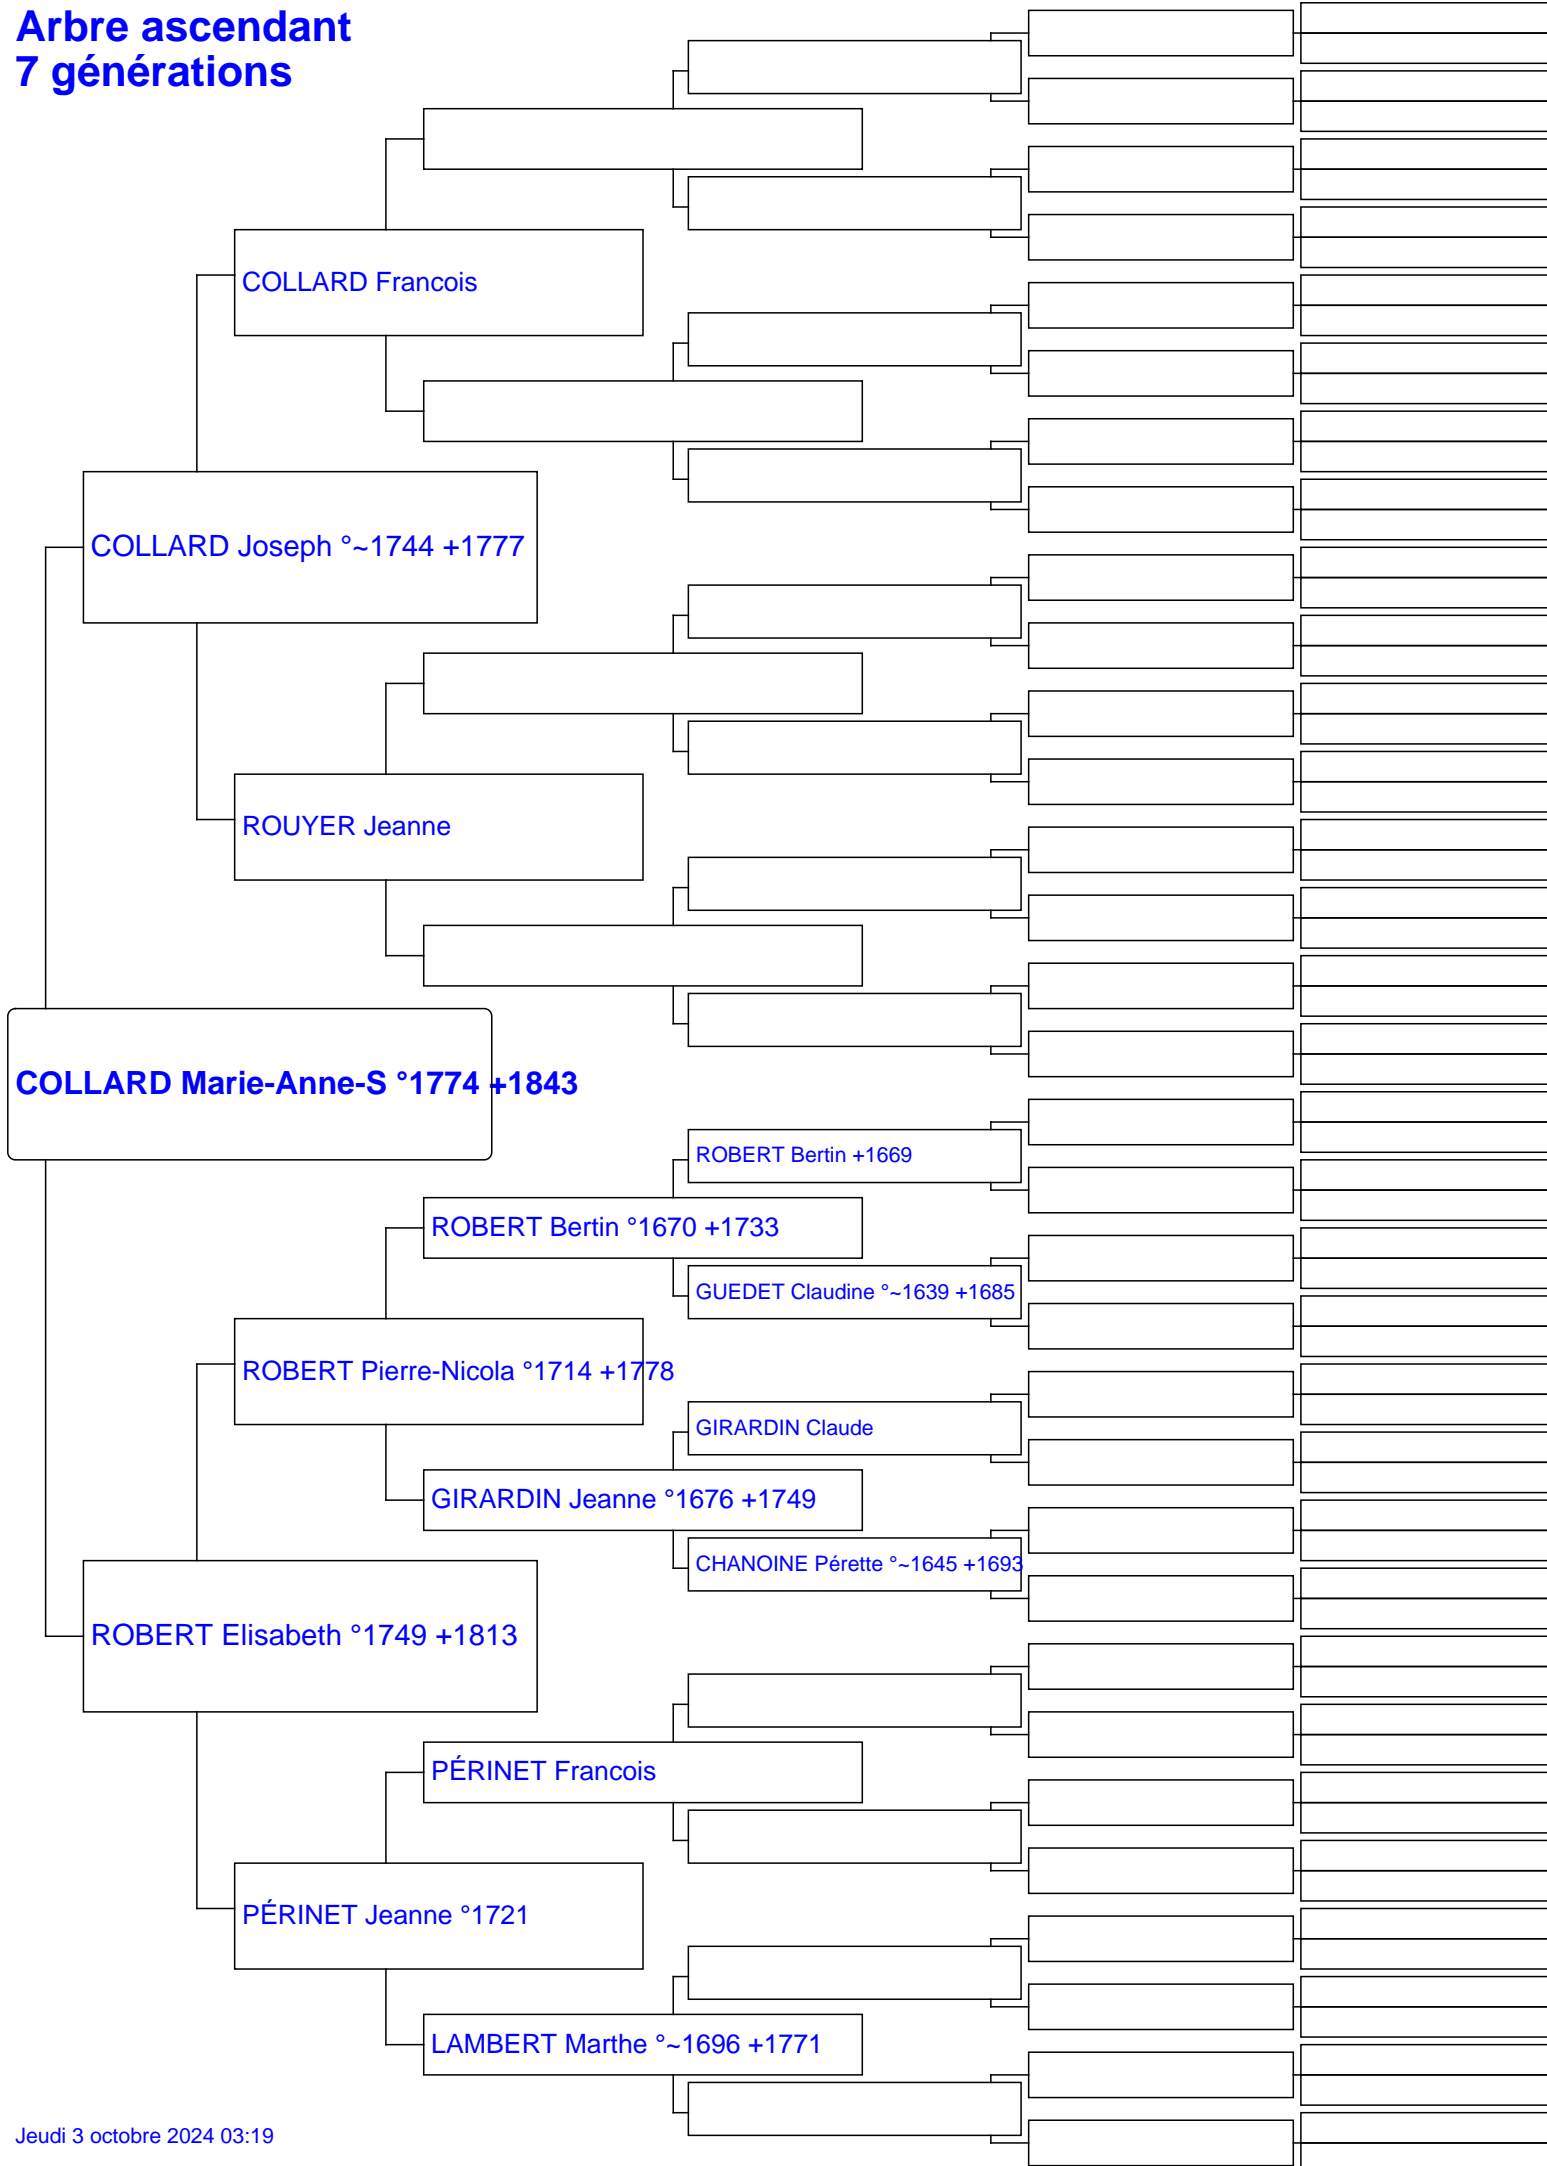 Arbre ascendant
7 générations
COLLARD Francois
COLLARD Joseph °~1744 +1777
ROUYER Jeanne
COLLARD Marie-Anne-S °1774 +1843
ROBERT Bertin +1669
ROBERT Bertin °1670 +1733
GUEDET Claudine °~1639 +1685
ROBERT Pierre-Nicola °1714 +1778
GIRARDIN Claude
GIRARDIN Jeanne °1676 +1749
CHANOINE Pérette °~1645 +1693
ROBERT Elisabeth °1749 +1813
PÉRINET Francois
PÉRINET Jeanne °1721
LAMBERT Marthe °~1696 +1771
Jeudi 3 octobre 2024 03:19